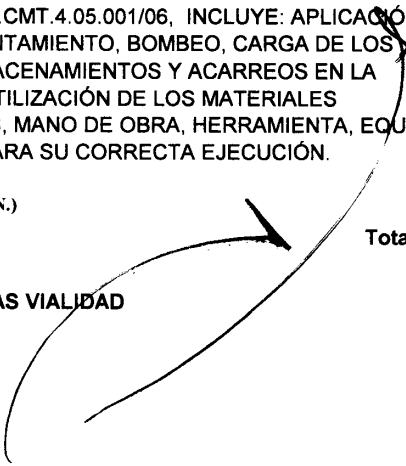 .CMT.4.05.001/06, INCLUYE: APLICACIÓ
NTAMIENTO, BOMBEO, CARGA DE LOS
ACENAMIENTOS Y ACARREOS EN LA
TILIZACIÓN DE LOS MATERIALES
S, MANO DE OBRA, HERRAMIENTA, EQU
ARA SU CORRECTA EJECUCIÓN.
N.)
Tota
AS VIALIDAD